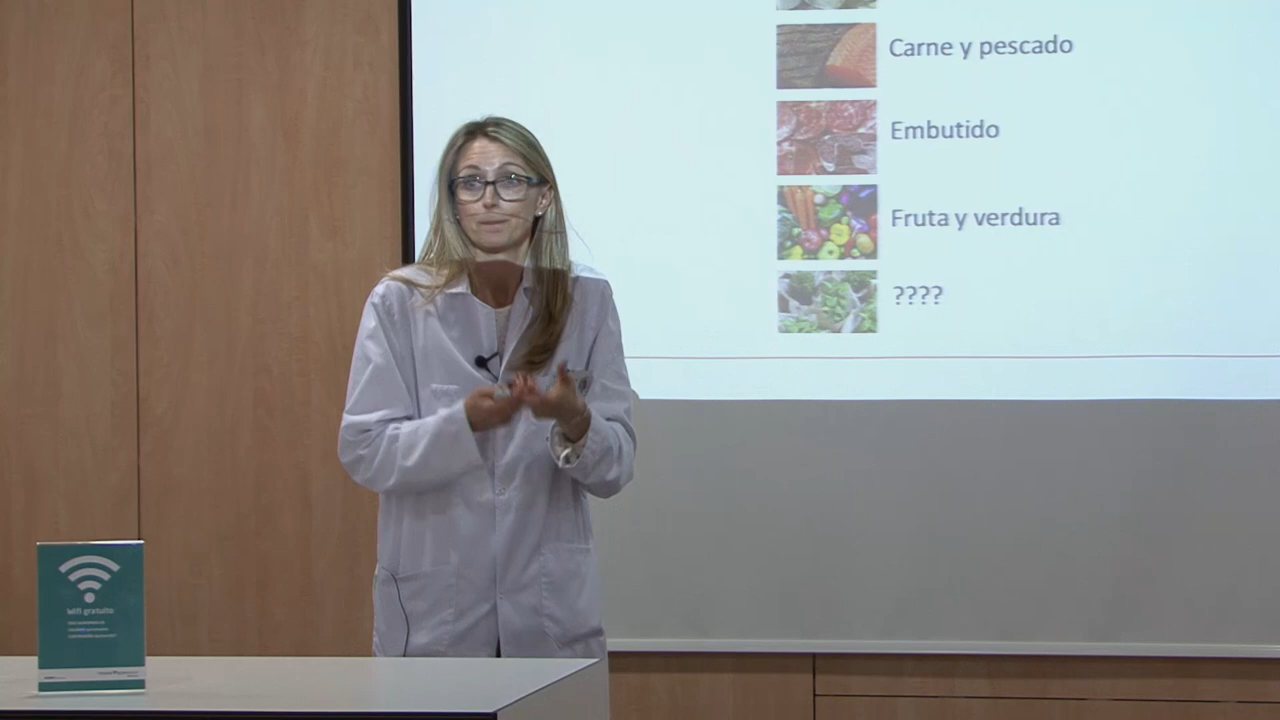 Carne y pescado
Embutido
Fruta y verdura
????
Wifi gratuito